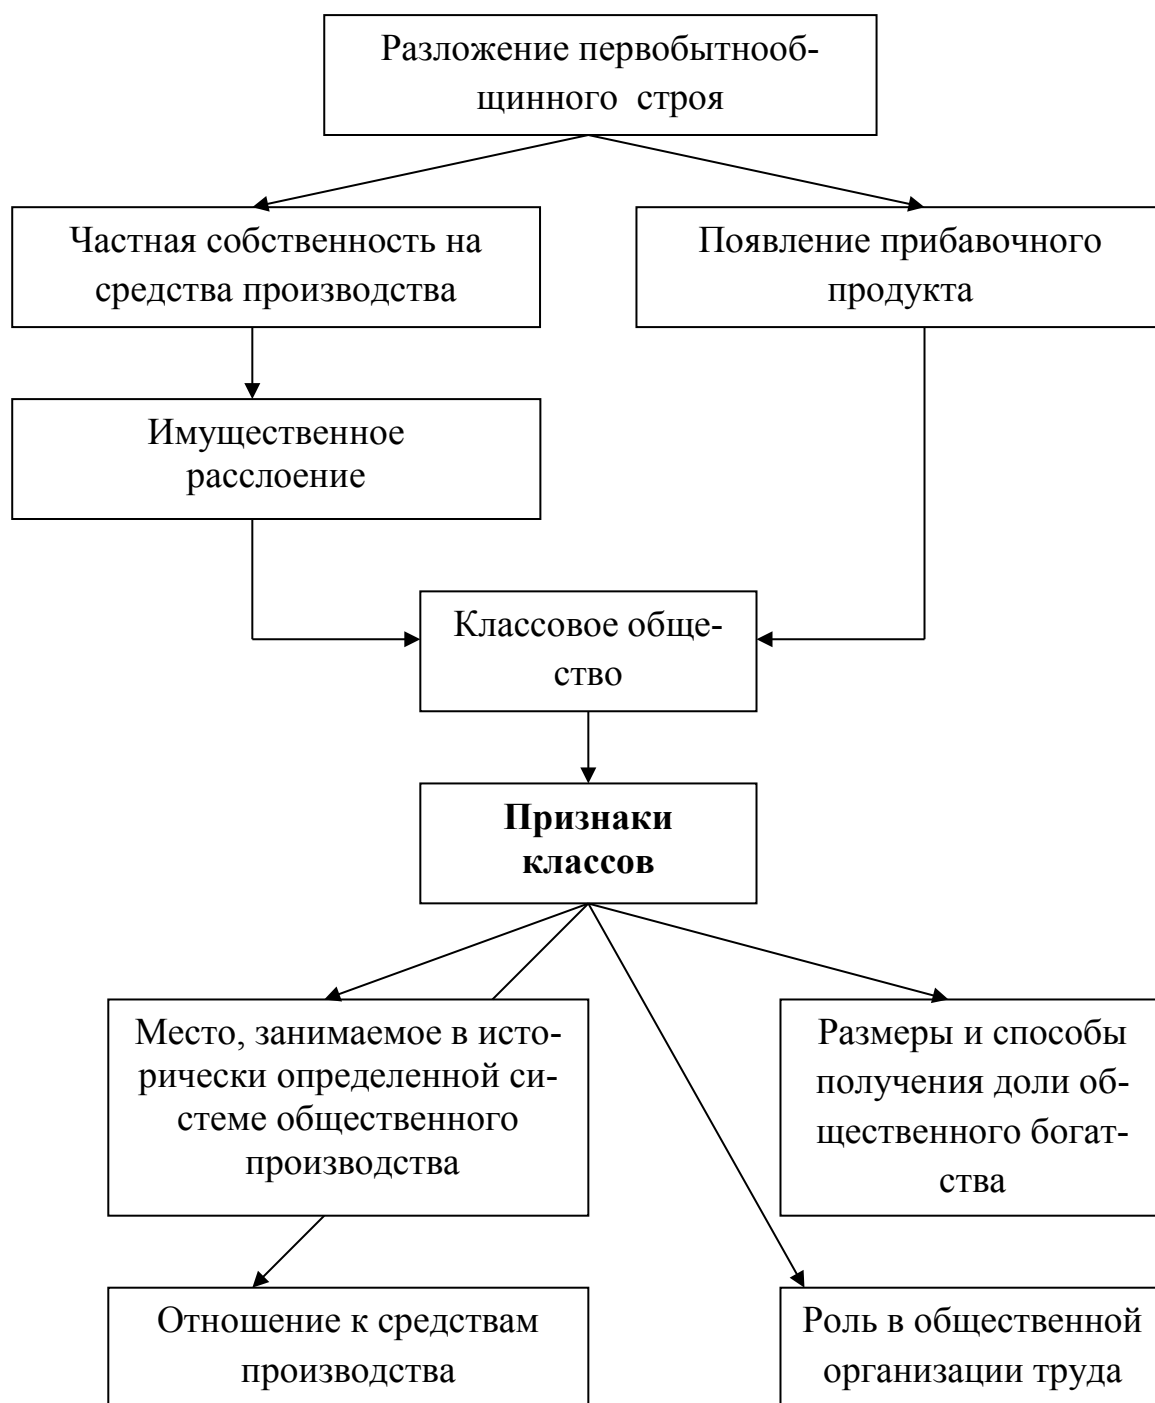 Разложение первобытнооб-
щинного строя
Частная собственность на
средства производства
Появление прибавочного
продукта
Имущественное
расслоение
Классовое обще-
ство
Признаки
классов
Место, занимаемое в исто-
рически определенной си-
стеме общественного
производства
Размеры и способы
получения доли об-
щественного богат-
ства
Отношение к средствам
производства
Роль в общественной
организации труда